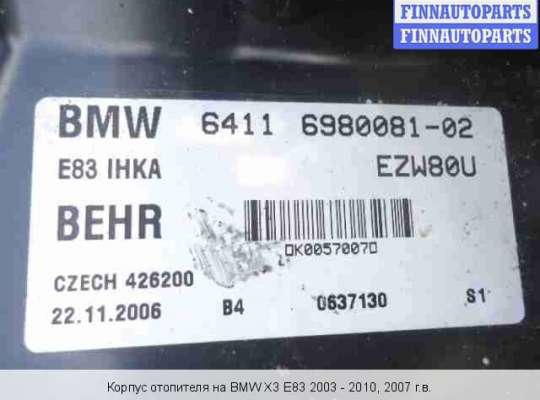 FINNAUTOPARTS
FINNAUTOPARTS
BMW 6411 6980081-02
E83 IHKA EZW80U
BEHR
DK0057007D
CZECH 426200
22.11.2006 B4 0637130 S1
Корпус отопителя на BMW X3 E83 2003 - 2010, 2007 г.в.